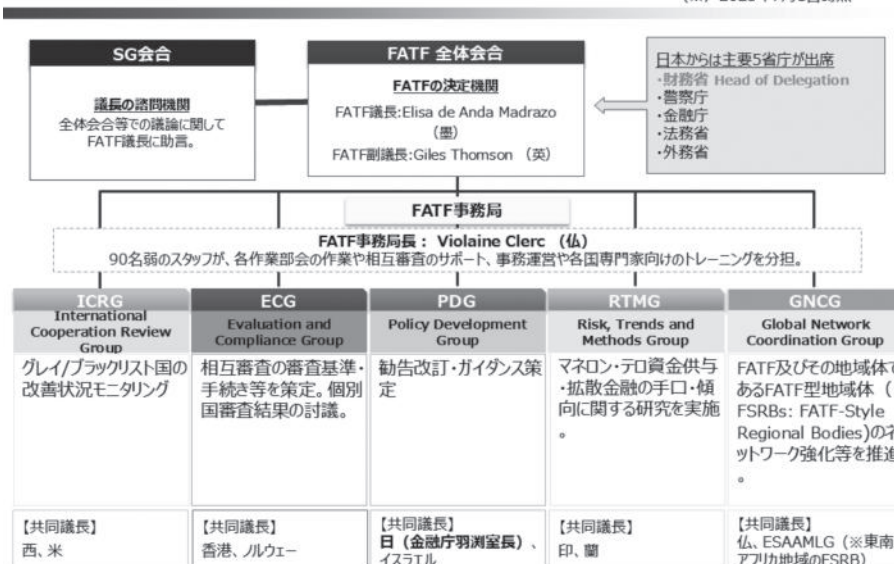 SG会合
議長の諮問機関
全体会合等での議論に関して
FATF議長に助言。
FATF 全体会合
FATFの決定機関
FATF議長:Elisa de Anda Madrazo
(墨)
FATF副議長:Giles Thomson (英)
日本からは主要5省庁が出席
・財務省 Head of Delegation
・警察庁
・金融庁
・法務省
・外務省
FATF事務局
FATF事務局長： Violaine Clerc (仏)
90名弱のスタッフが、各作業部会の作業や相互審査のサポート、事務運営や各国専門家向けのトレーニングを分担。
ICRG
International
Cooperation Review
Group
グレイ/ブラックリスト国の
改善状況モニタリング
【共同議長】
西、米
ECG
Evaluation and
Compliance Group
相互審査の審査基準・
手続き等を策定。個別
国審査結果の討議。
【共同議長】
香港、ノルウェー
PDG
Policy Development
Group
勧告改訂・ガイダンス策
定
【共同議長】
日（金融庁羽渕室長）、
イスラエル
RTMG
Risk, Trends and
Methods Group
マネロン・テロ資金供与
・拡散金融の手口・傾
向に関する研究を実施
。
【共同議長】
印、蘭
GNCG
Global Network
Coordination Group
FATF及びその地域体で
あるFATF型地域体（
FSRBs: FATF-Style
Regional Bodies)のネ
ットワーク強化等を推進
。
【共同議長】
仏、ESAAMLG（※東南
アフリカ地域のFSRB）